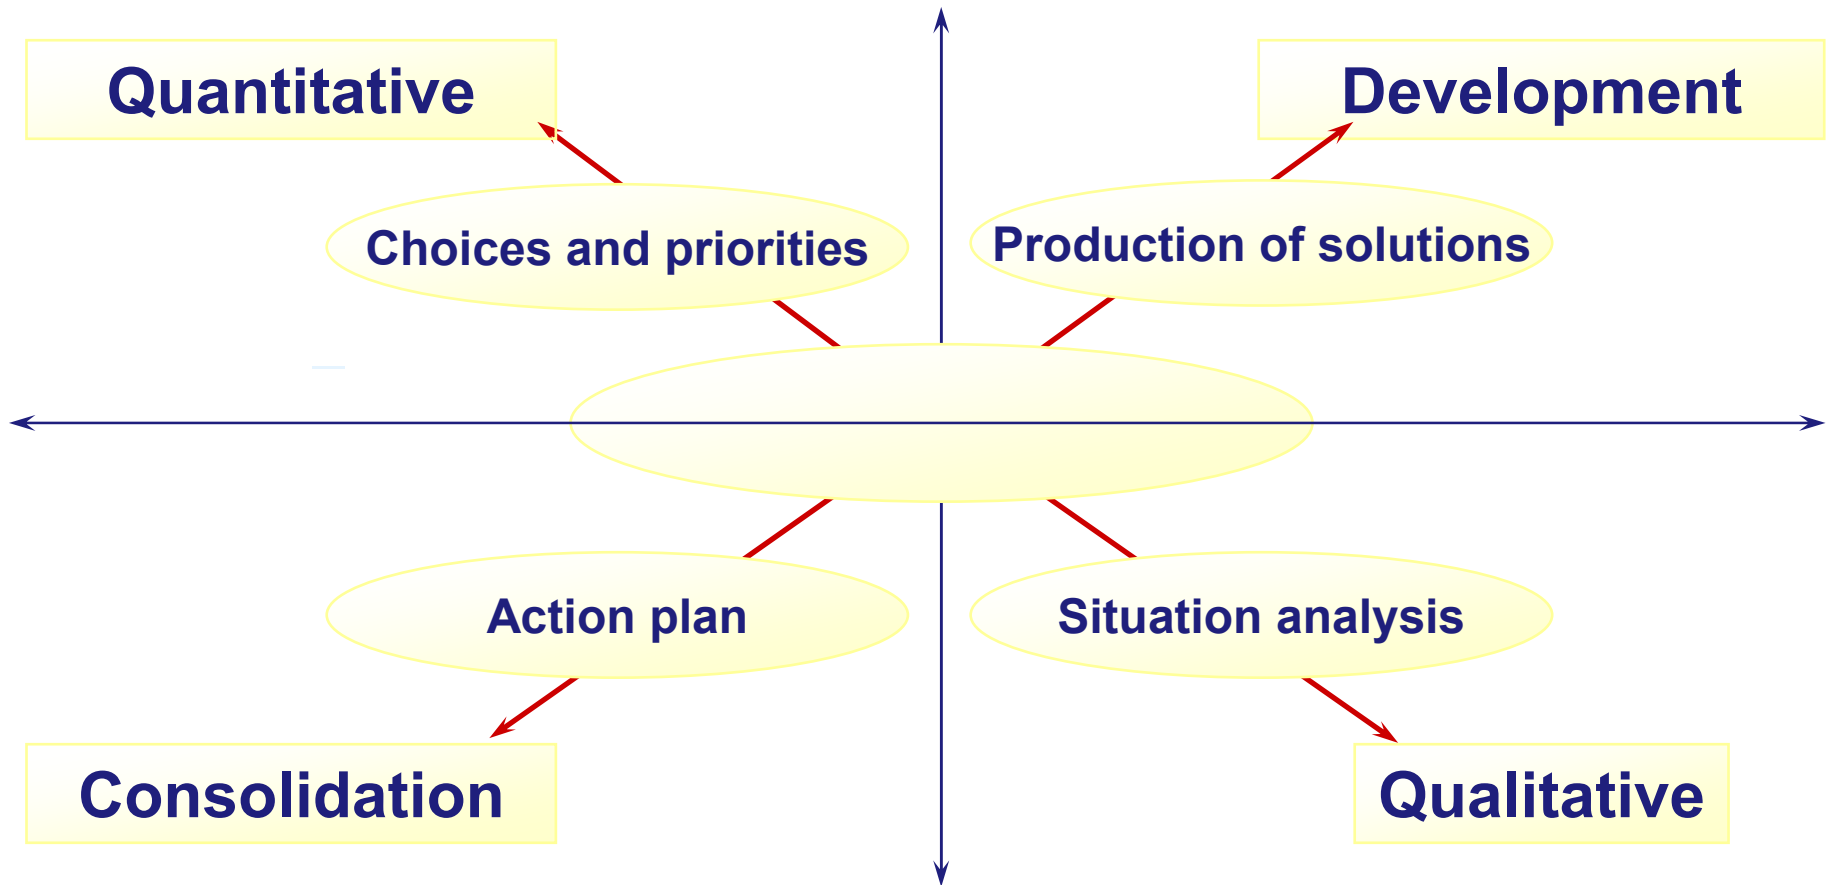 Quantitative
Development
Choices and priorities
Production of solutions
Action plan
Situation analysis
Consolidation
Qualitative